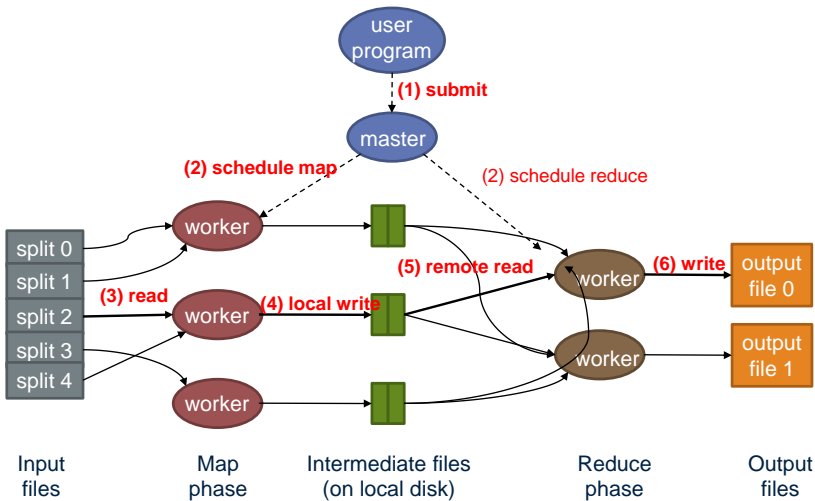 user
program
(1) submit
master
(2) schedule map
(2) schedule reduce
worker
split 0
split 1
split 2
split 3
split 4
(3) read
worker
(4) local write
(5) remote read
worker
(6) write
output
file 0
worker
output
file 1
worker
Input
files
Map
phase
Intermediate files
(on local disk)
Reduce
phase
Output
files